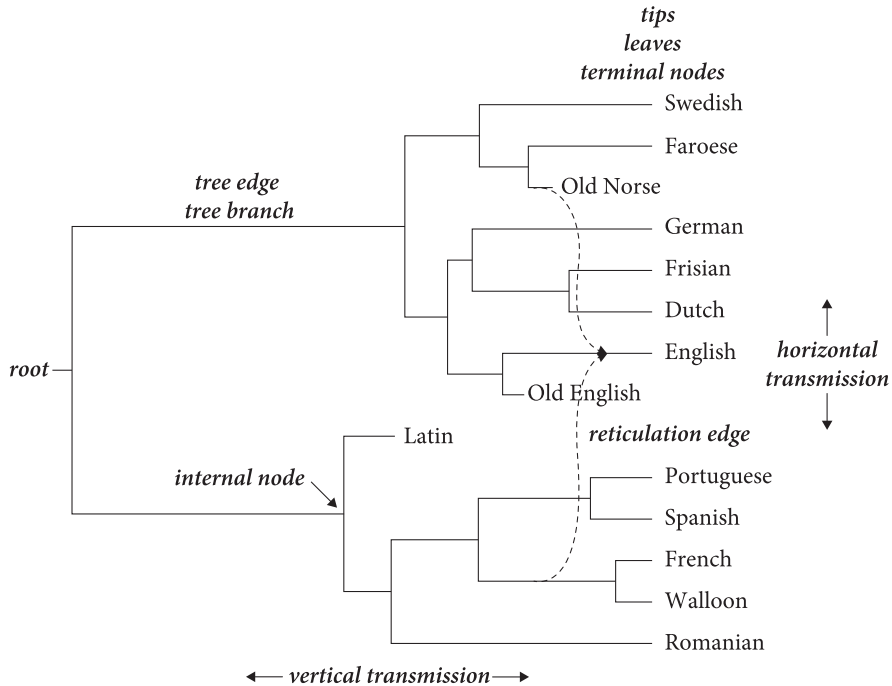 tips
leaves
terminal nodes
Swedish
Faroese
tree edge
tree branch
Old Norse
German
Frisian
Dutch
root
English
horizontal
transmission
Old English
Latin
reticulation edge
internal node
Portuguese
Spanish
French
Walloon
Romanian
vertical transmission